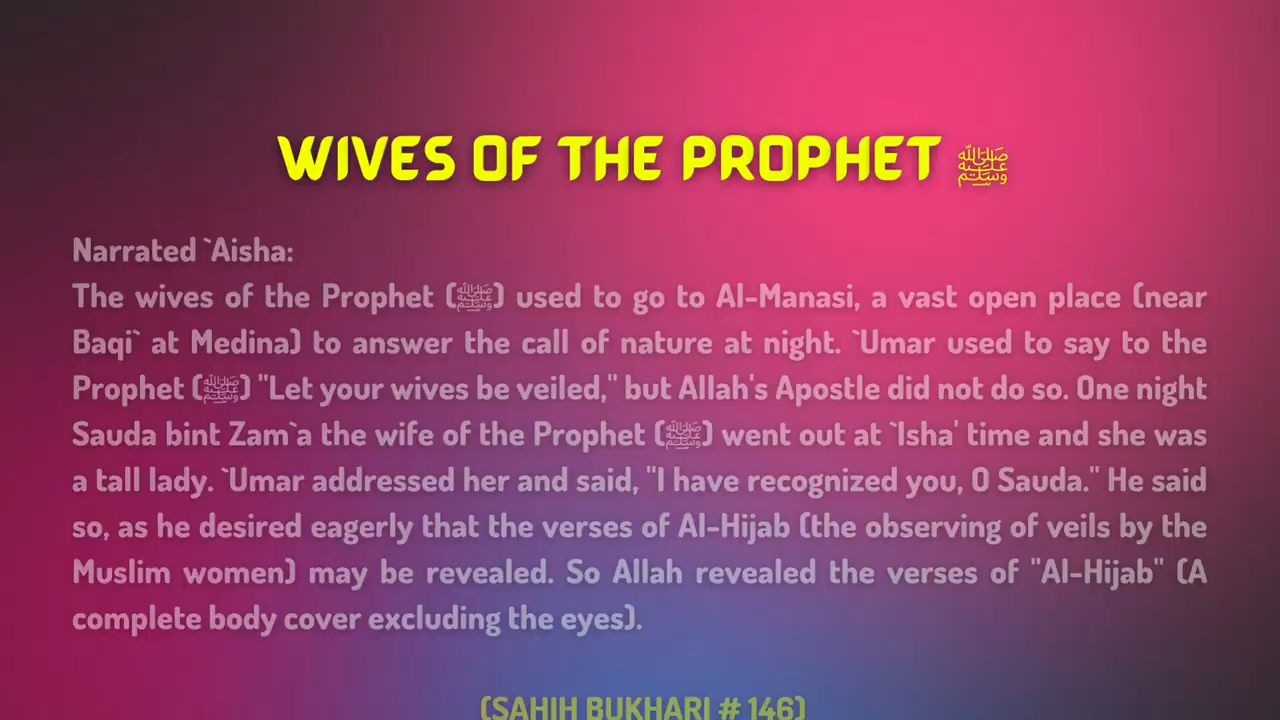 WIVES OF THE PROPHET ﷺ
Narrated `Aisha:
The wives of the Prophet (ﷺ) used to go to Al-Manasi, a vast open place (near
Baqi` at Medina) to answer the call of nature at night. `Umar used to say to the
Prophet (ﷺ) "Let your wives be veiled," but Allah's Apostle did not do so. One night
Sauda bint Zam`a the wife of the Prophet (ﷺ) went out at `Isha' time and she was
a tall lady. `Umar addressed her and said, "I have recognized you, O Sauda." He said
so, as he desired eagerly that the verses of Al-Hijab (the observing of veils by the
Muslim women) may be revealed. So Allah revealed the verses of "Al-Hijab" (A
complete body cover excluding the eyes).
(SAHIH BUKHARI # 146)